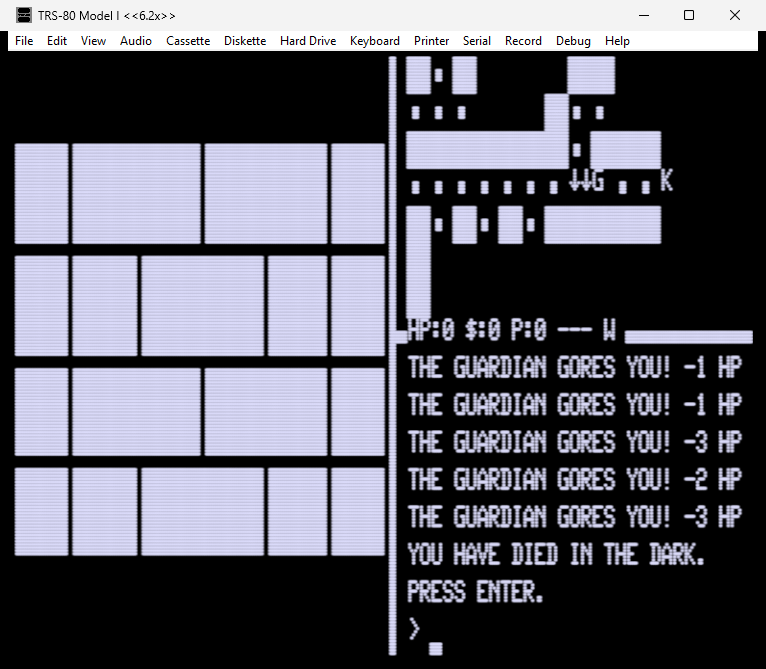 TRS-80 Model I <<6.2x>>
File Edit View Audio Cassette Diskette Hard Drive Keyboard Printer Serial Record Debug Help
. 
. . . . .
.
. . . . . . . ↓↓G . . K
. . .
HP:0 $:0 P:0 --- W
THE GUARDIAN GORES YOU! -1 HP
THE GUARDIAN GORES YOU! -1 HP
THE GUARDIAN GORES YOU! -3 HP
THE GUARDIAN GORES YOU! -2 HP
THE GUARDIAN GORES YOU! -3 HP
YOU HAVE DIED IN THE DARK.
PRESS ENTER.
> _